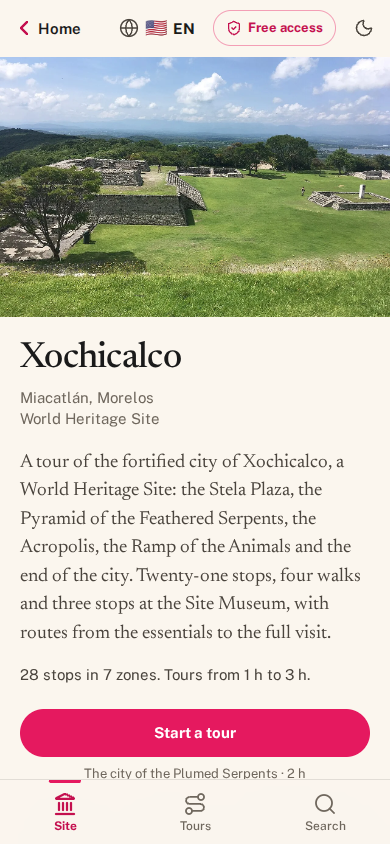 Home
EN
Free access
Xochicalco
Miacatlán, Morelos
World Heritage Site
A tour of the fortified city of Xochicalco, a
World Heritage Site: the Stela Plaza, the
Pyramid of the Feathered Serpents, the
Acropolis, the Ramp of the Animals and the
end of the city. Twenty-one stops, four walks
and three stops at the Site Museum, with
routes from the essentials to the full visit.
28 stops in 7 zones. Tours from 1 h to 3 h.
Start a tour
The city of the Plumed Serpents · 2 h
Site
Tours
Search